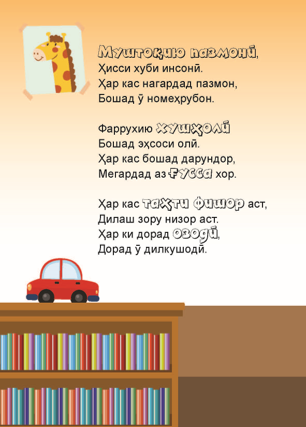 Муштоқию пазмонӣ,
Ҳисси хуби инсонӣ.
Ҳар кас нагардад пазмон,
Бошад ӯ номеҳрубон.
Фаррухию хушҳолӣ
Бошад эҳсоси олӣ.
Ҳар кас бошад дарундор,
Мегардад аз ғусса хор.
Ҳар кас таҳти фишор аст,
Дилаш зору низор аст.
Ҳар ки дорад озодӣ,
Дорад ӯ дилкушодӣ.